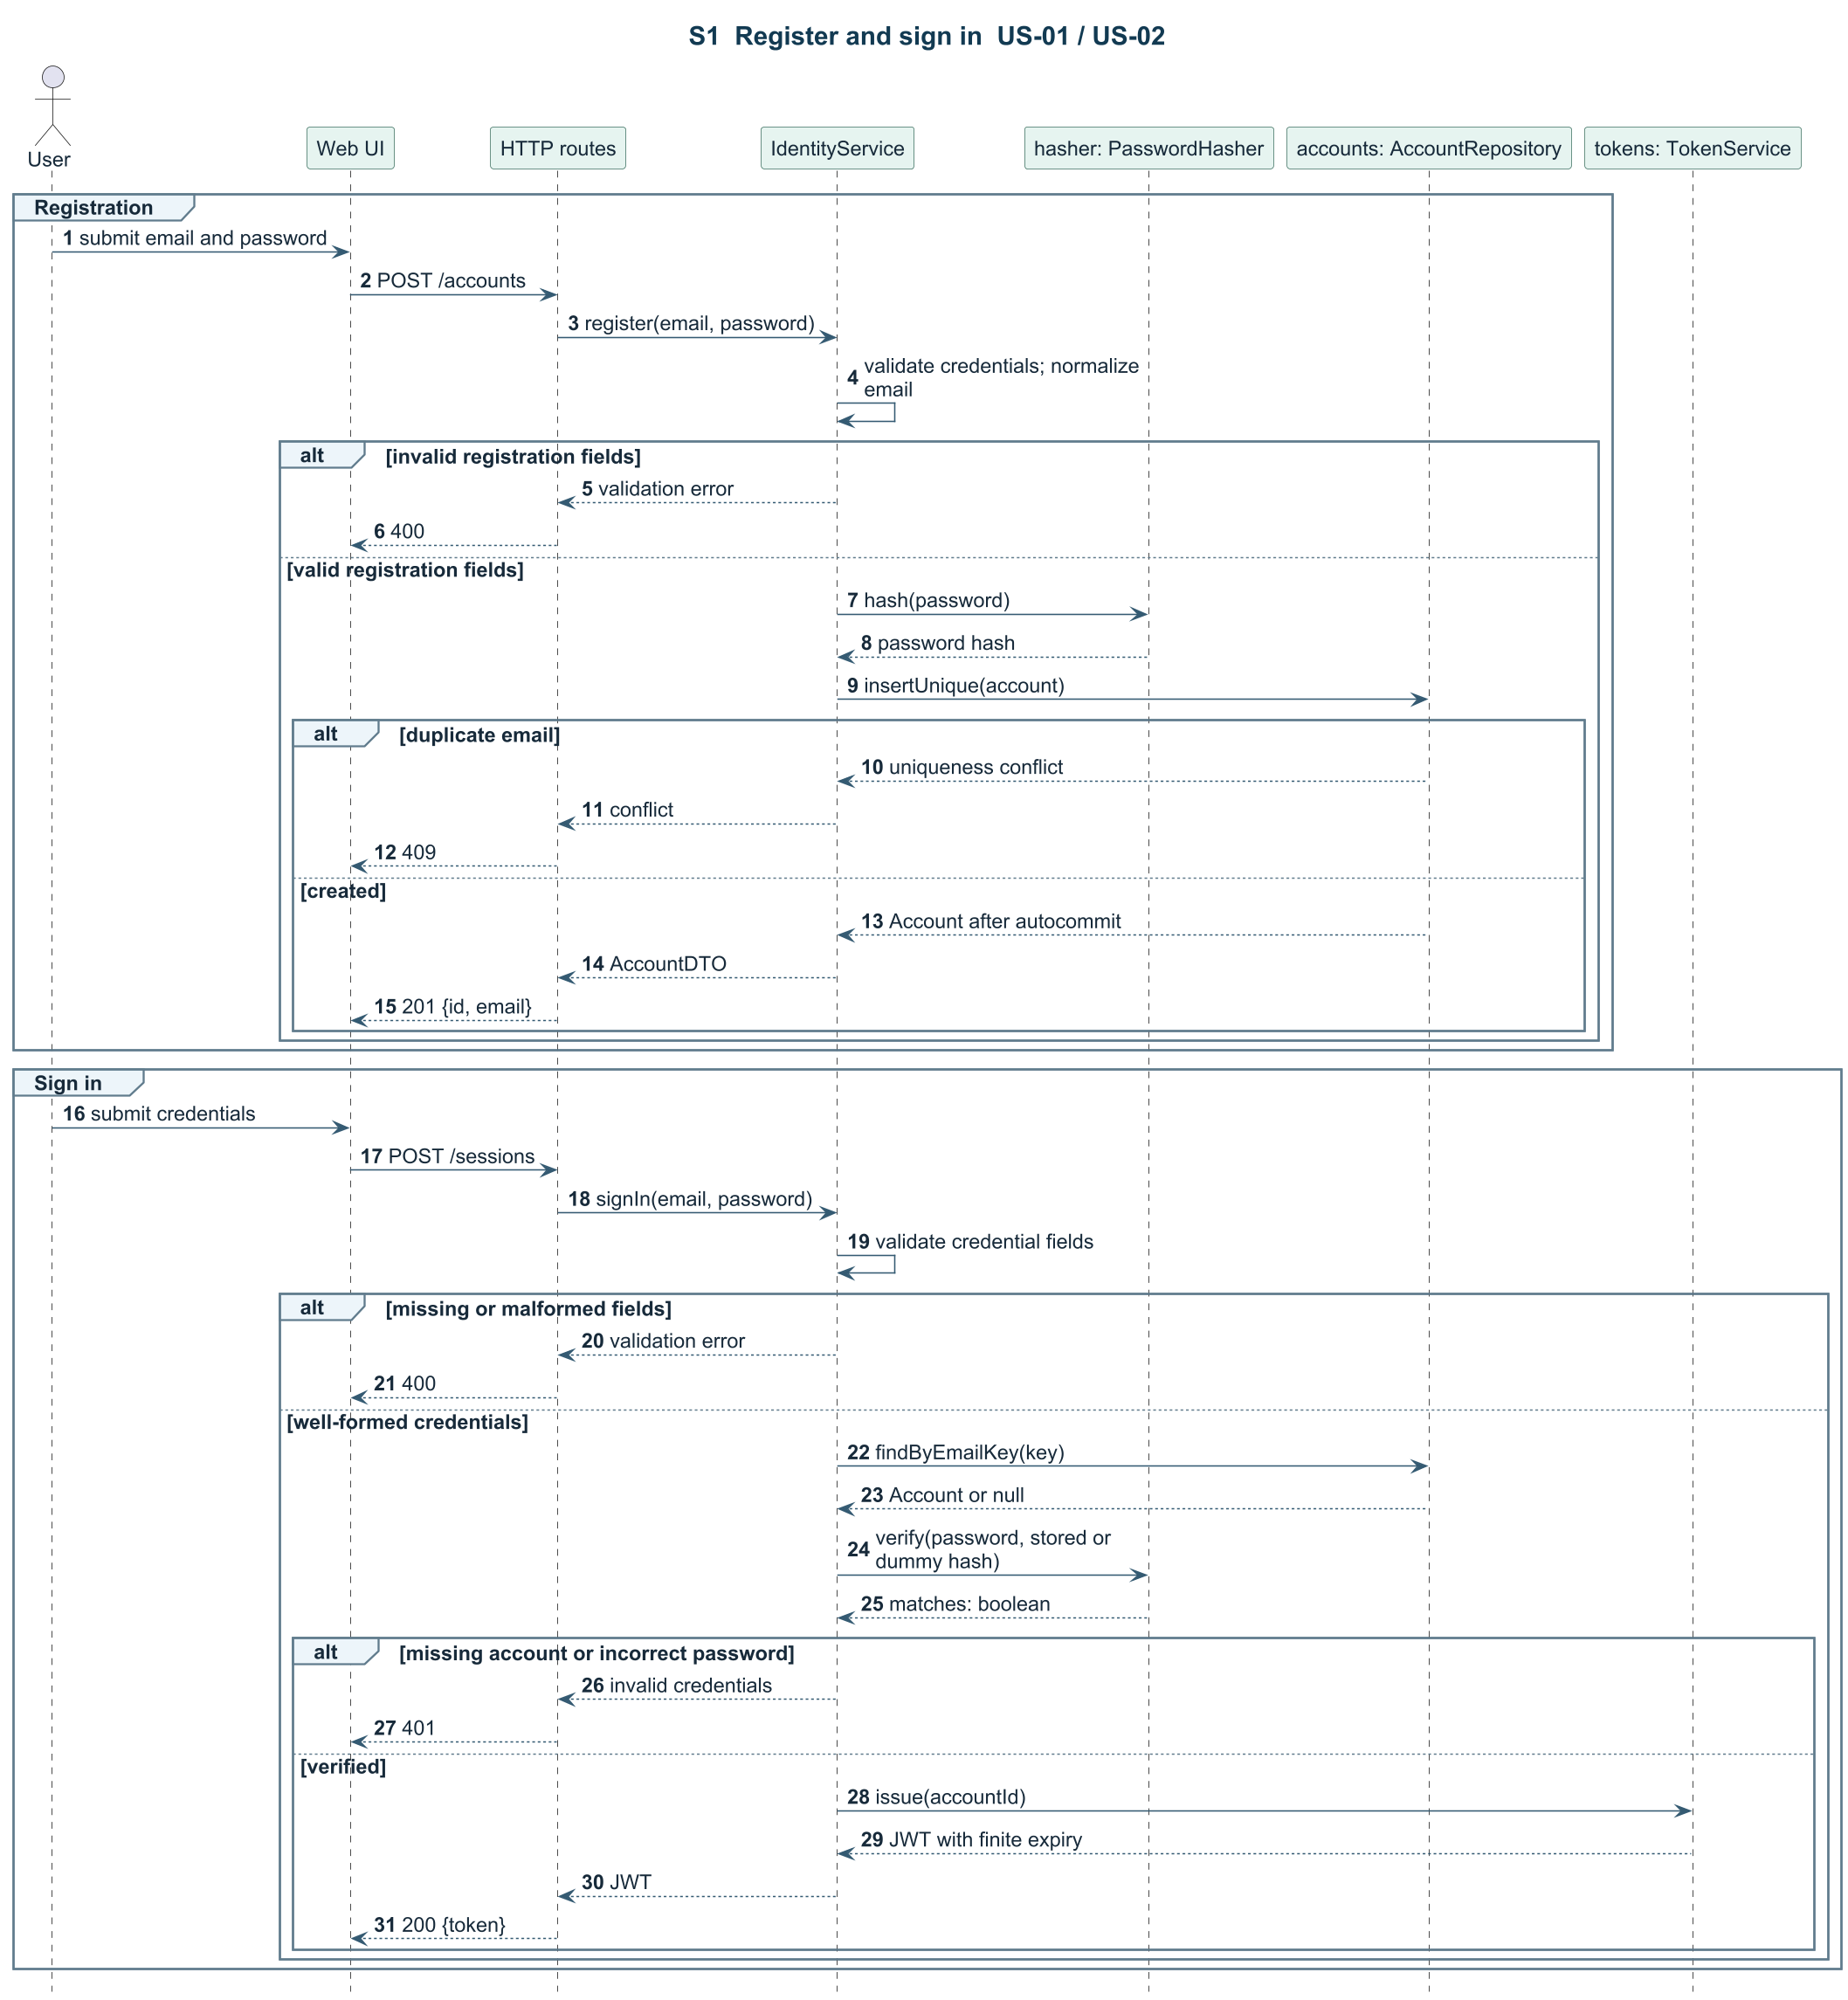 S1  Register and sign in  US-01 / US-02
User
Web UI
HTTP routes
IdentityService
hasher: PasswordHasher
accounts: AccountRepository
tokens: TokenService
Registration
1 submit email and password
2 POST /accounts
3 register(email, password)
4 validate credentials; normalize
email
alt [invalid registration fields]
5 validation error
6 400
[valid registration fields]
7 hash(password)
8 password hash
9 insertUnique(account)
alt [duplicate email]
10 uniqueness conflict
11 conflict
12 409
[created]
13 Account after autocommit
14 AccountDTO
15 201 {id, email}
Sign in
16 submit credentials
17 POST /sessions
18 signIn(email, password)
19 validate credential fields
alt [missing or malformed fields]
20 validation error
21 400
[well-formed credentials]
22 findByEmailKey(key)
23 Account or null
24 verify(password, stored or
dummy hash)
25 matches: boolean
alt [missing account or incorrect password]
26 invalid credentials
27 401
[verified]
28 issue(accountId)
29 JWT with finite expiry
30 JWT
31 200 {token}